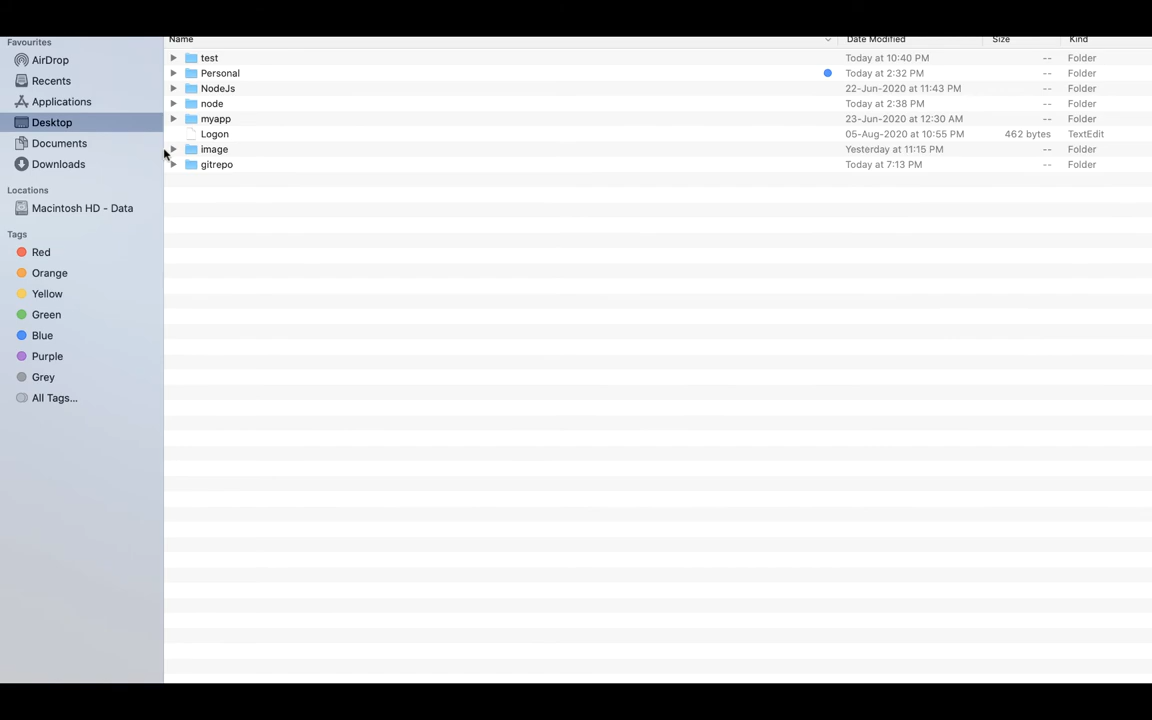 Favourites
AirDrop
Recents
Applications
Desktop
Documents
Downloads
Locations
Macintosh HD - Data
Tags
Red
Orange
Yellow
Green
Blue
Purple
Grey
All Tags...
Name Date Modified Size Kind
test Today at 10:40 PM -- Folder
Personal Today at 2:32 PM -- Folder
NodeJs 22-Jun-2020 at 11:43 PM -- Folder
node Today at 2:38 PM -- Folder
myapp 23-Jun-2020 at 12:30 AM -- Folder
Logon 05-Aug-2020 at 10:55 PM 462 bytes TextEdit
image Yesterday at 11:15 PM -- Folder
gitrepo Today at 7:13 PM -- Folder